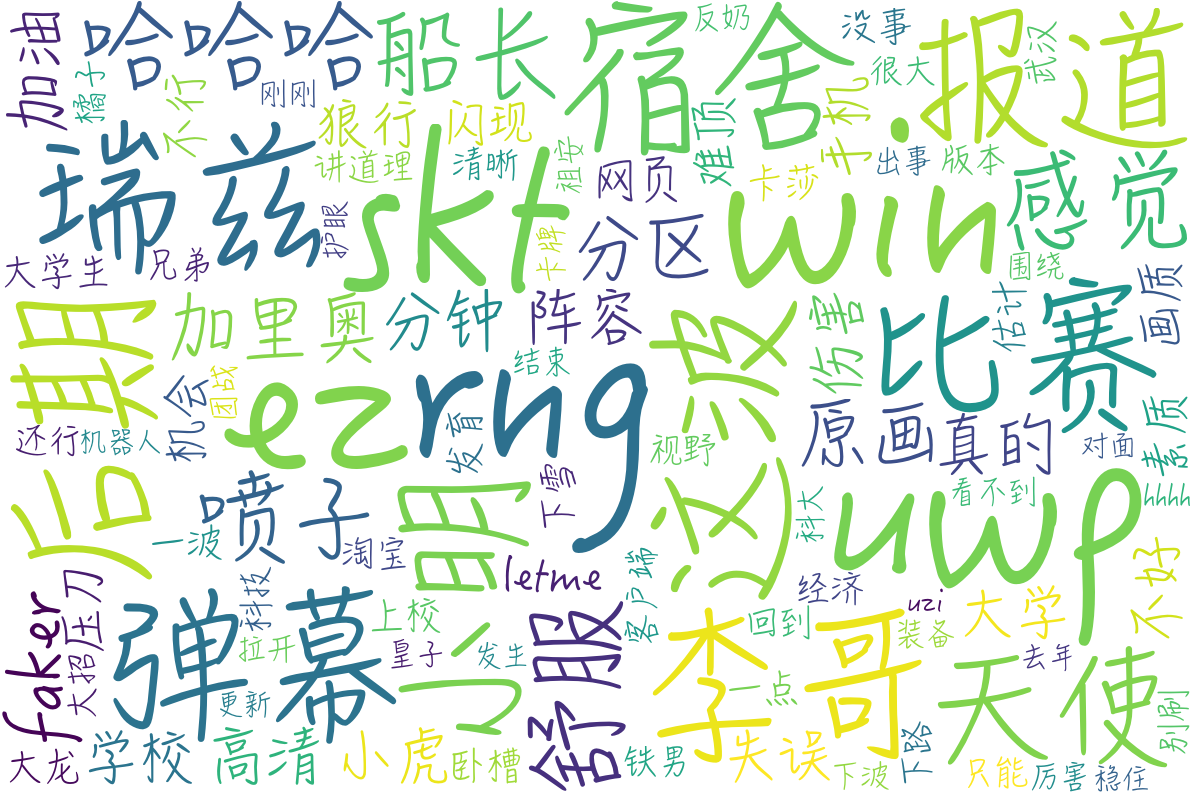 加油
哈哈哈
船长
宿舍
反奶
没事
报道
橘子
不行
刚刚
狼行
闪现
难顶
手机
很大
武汉
.
瑞兹
讲道理
清晰
祖安
网页
卡莎
出事
版本
感觉
护眼
skt
卡牌
分区
win
围绕
大学生
兄弟
后期
加里奥
分钟
阵容
这波
伤害
比赛
估计
画质
结束
机会
团战
ez
rng
发育
视野
原画
真的
对面
素质
还行
机器人
喷子
一波
淘宝
下雪
科大
看不到
hhhh
uwp
明凯
letme
客户端
经济
uzi
大学
不好
faker
大招
压刀
弹幕
科技
上校
拉开
皇子
发生
舒服
李哥
回到
装备
去年
天使
更新
一点
别刷
大龙
学校
高清
小虎
卧槽
铁男
失误
下波
下路
只能
厉害
稳住